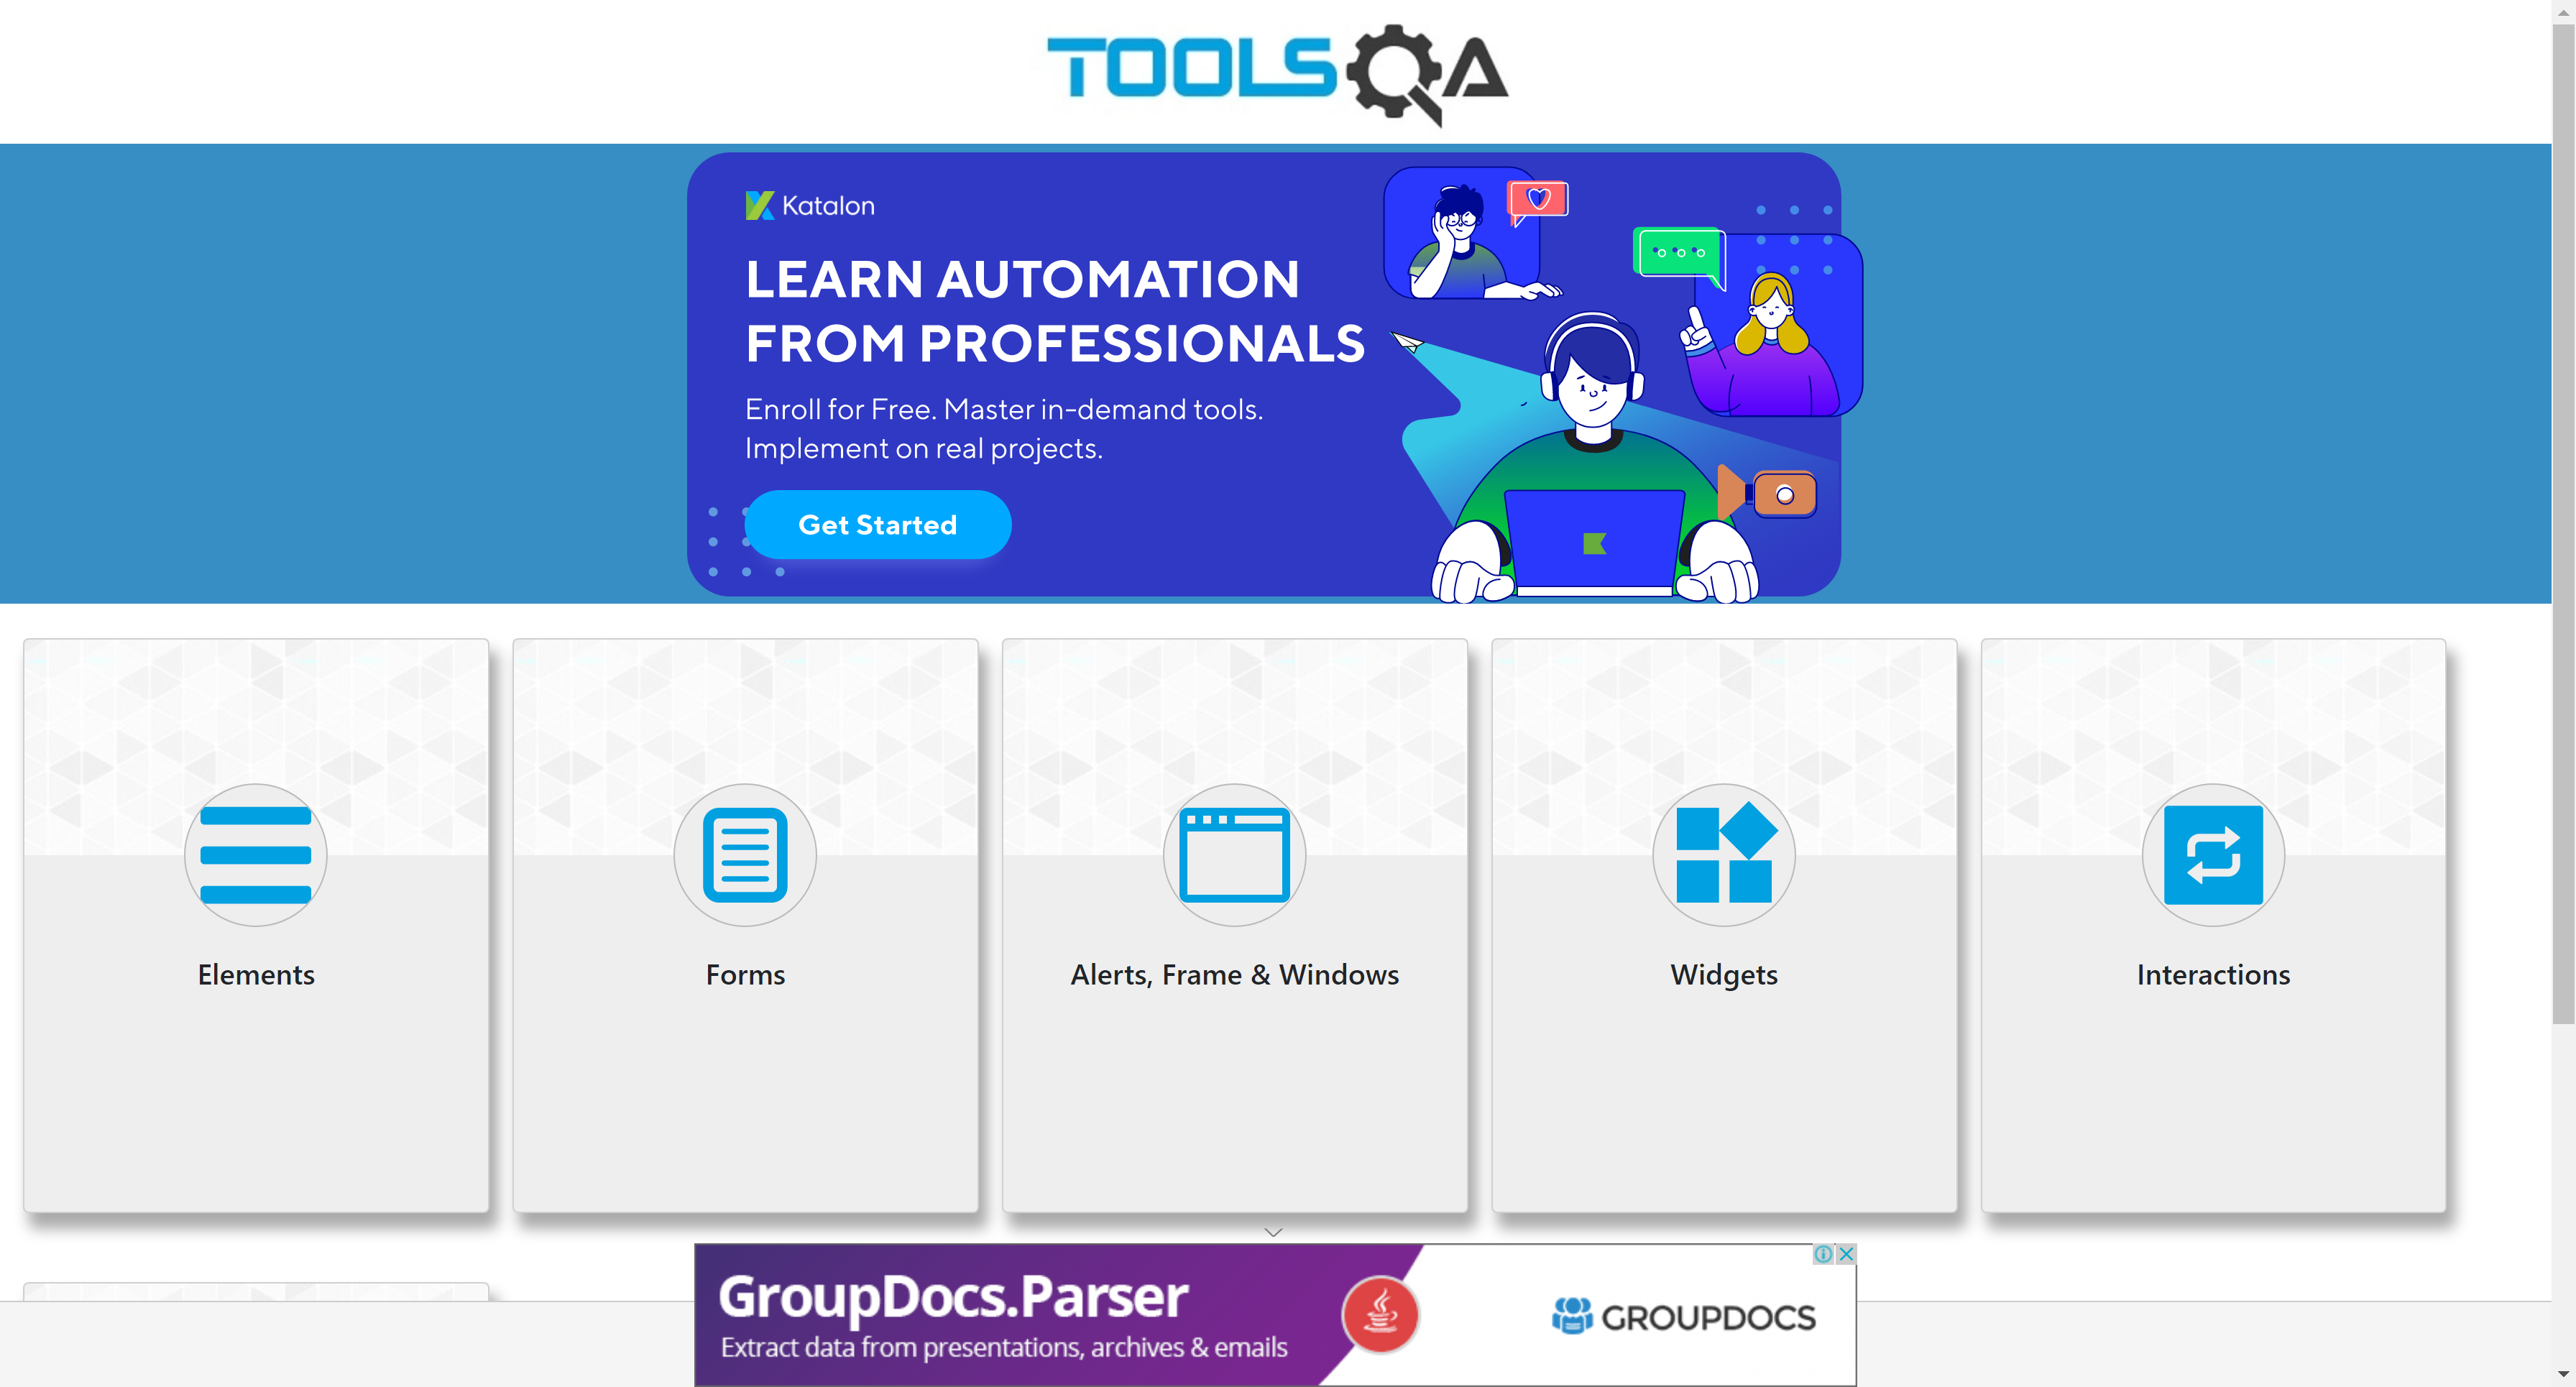 TOOLSQA
Katalon
LEARN AUTOMATION
FROM PROFESSIONALS
Enroll for Free. Master in-demand tools.
Implement on real projects.
Get Started
Elements
Forms
Alerts, Frame & Windows
Widgets
Interactions
GroupDocs.Parser
Extract data from presentations, archives & emails
GROUPDOCS